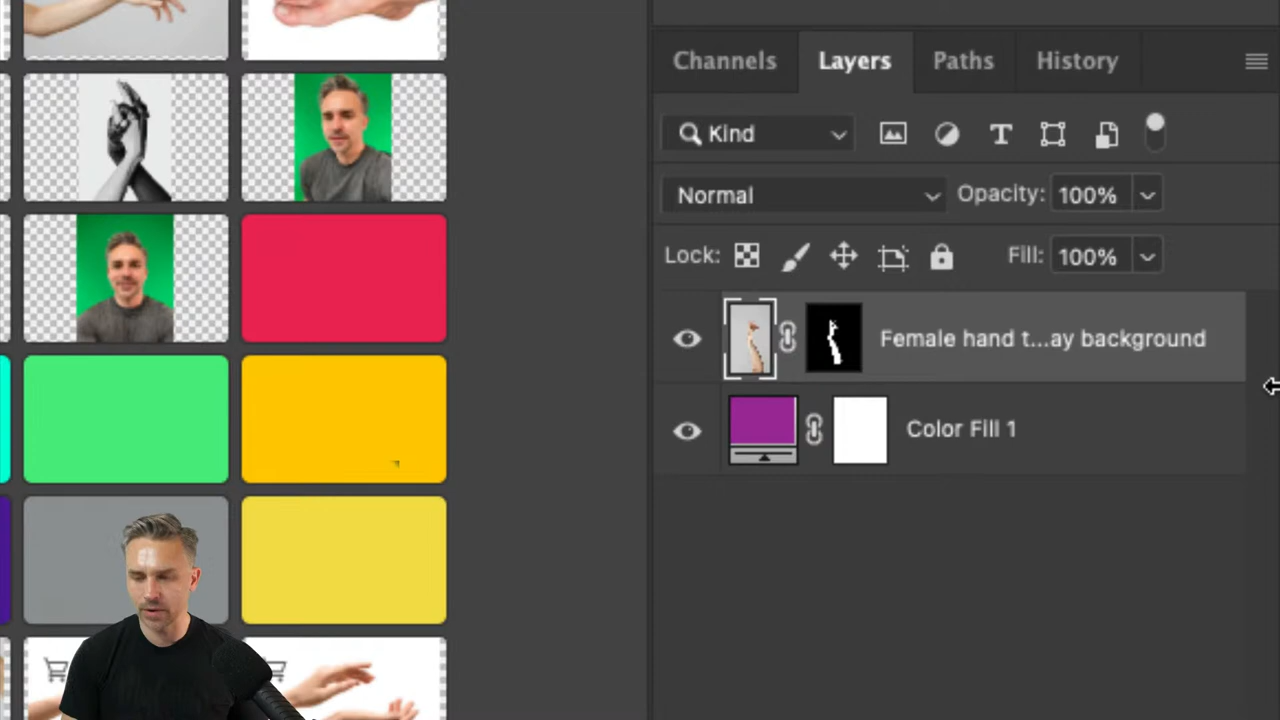 Channels Layers Paths History
Kind
Normal Opacity: 100%
Lock: Fill: 100%
Female hand t...ay background
Color Fill 1